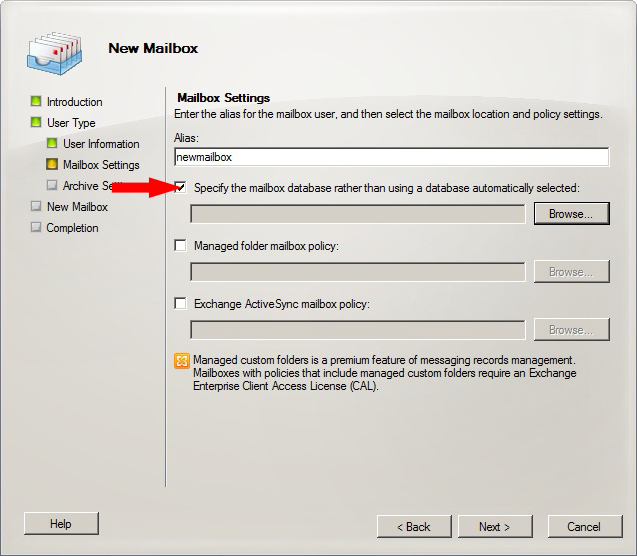 New Mailbox
Introduction
User Type
User Information
Mailbox Settings
Archive
New Mailbox
Completion
Mailbox Settings
Enter the alias for the mailbox user, and then select the mailbox location and policy settings.
Alias:
newmailbox
Specify the mailbox database rather than using a database automatically selected:
Browse...
Managed folder mailbox policy:
Browse...
Exchange ActiveSync mailbox policy:
Browse...
Managed custom folders is a premium feature of messaging records management.
Mailboxes with policies that include managed custom folders require an Exchange
Enterprise Client Access License (CAL).
Help
< Back
Next >
Cancel